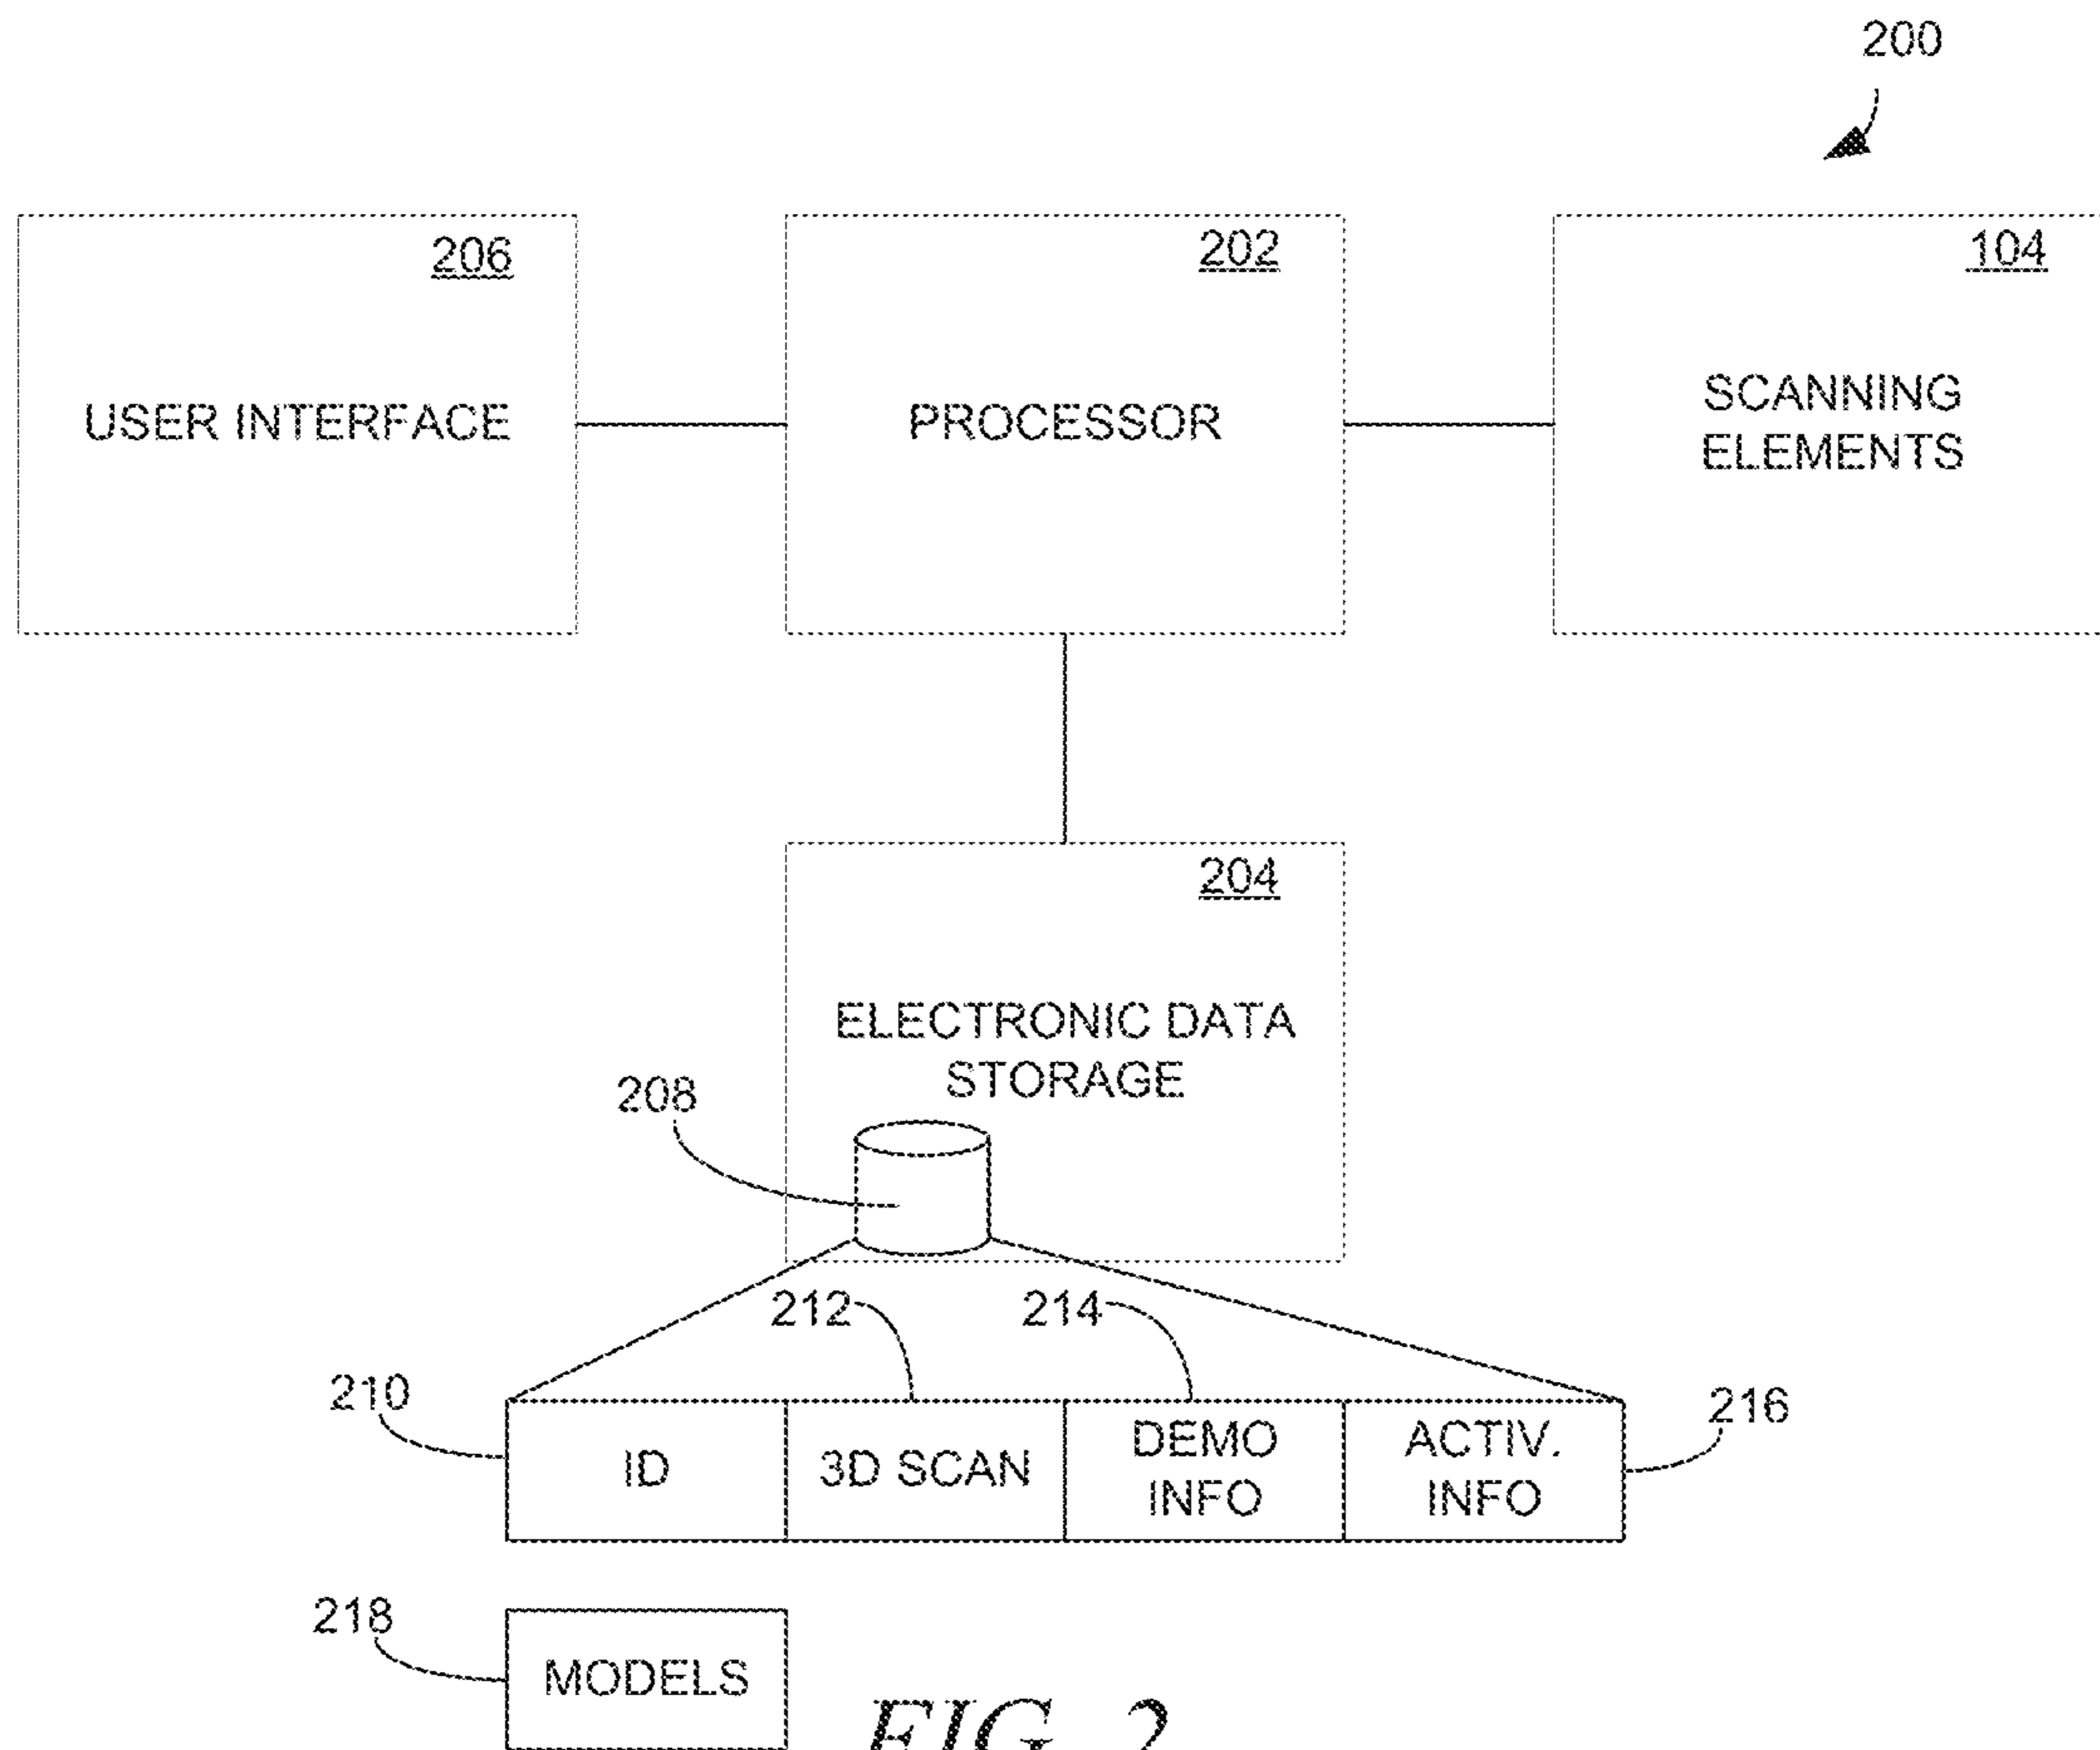 200
206
202
104
USER INTERFACE
PROCESSOR
SCANNING
ELEMENTS
204
ELECTRONIC DATA
STORAGE
208
212
214
210
216
ID
3D SCAN
DEMO
INFO
ACTIV.
INFO
218
MODELS
FIG. 2